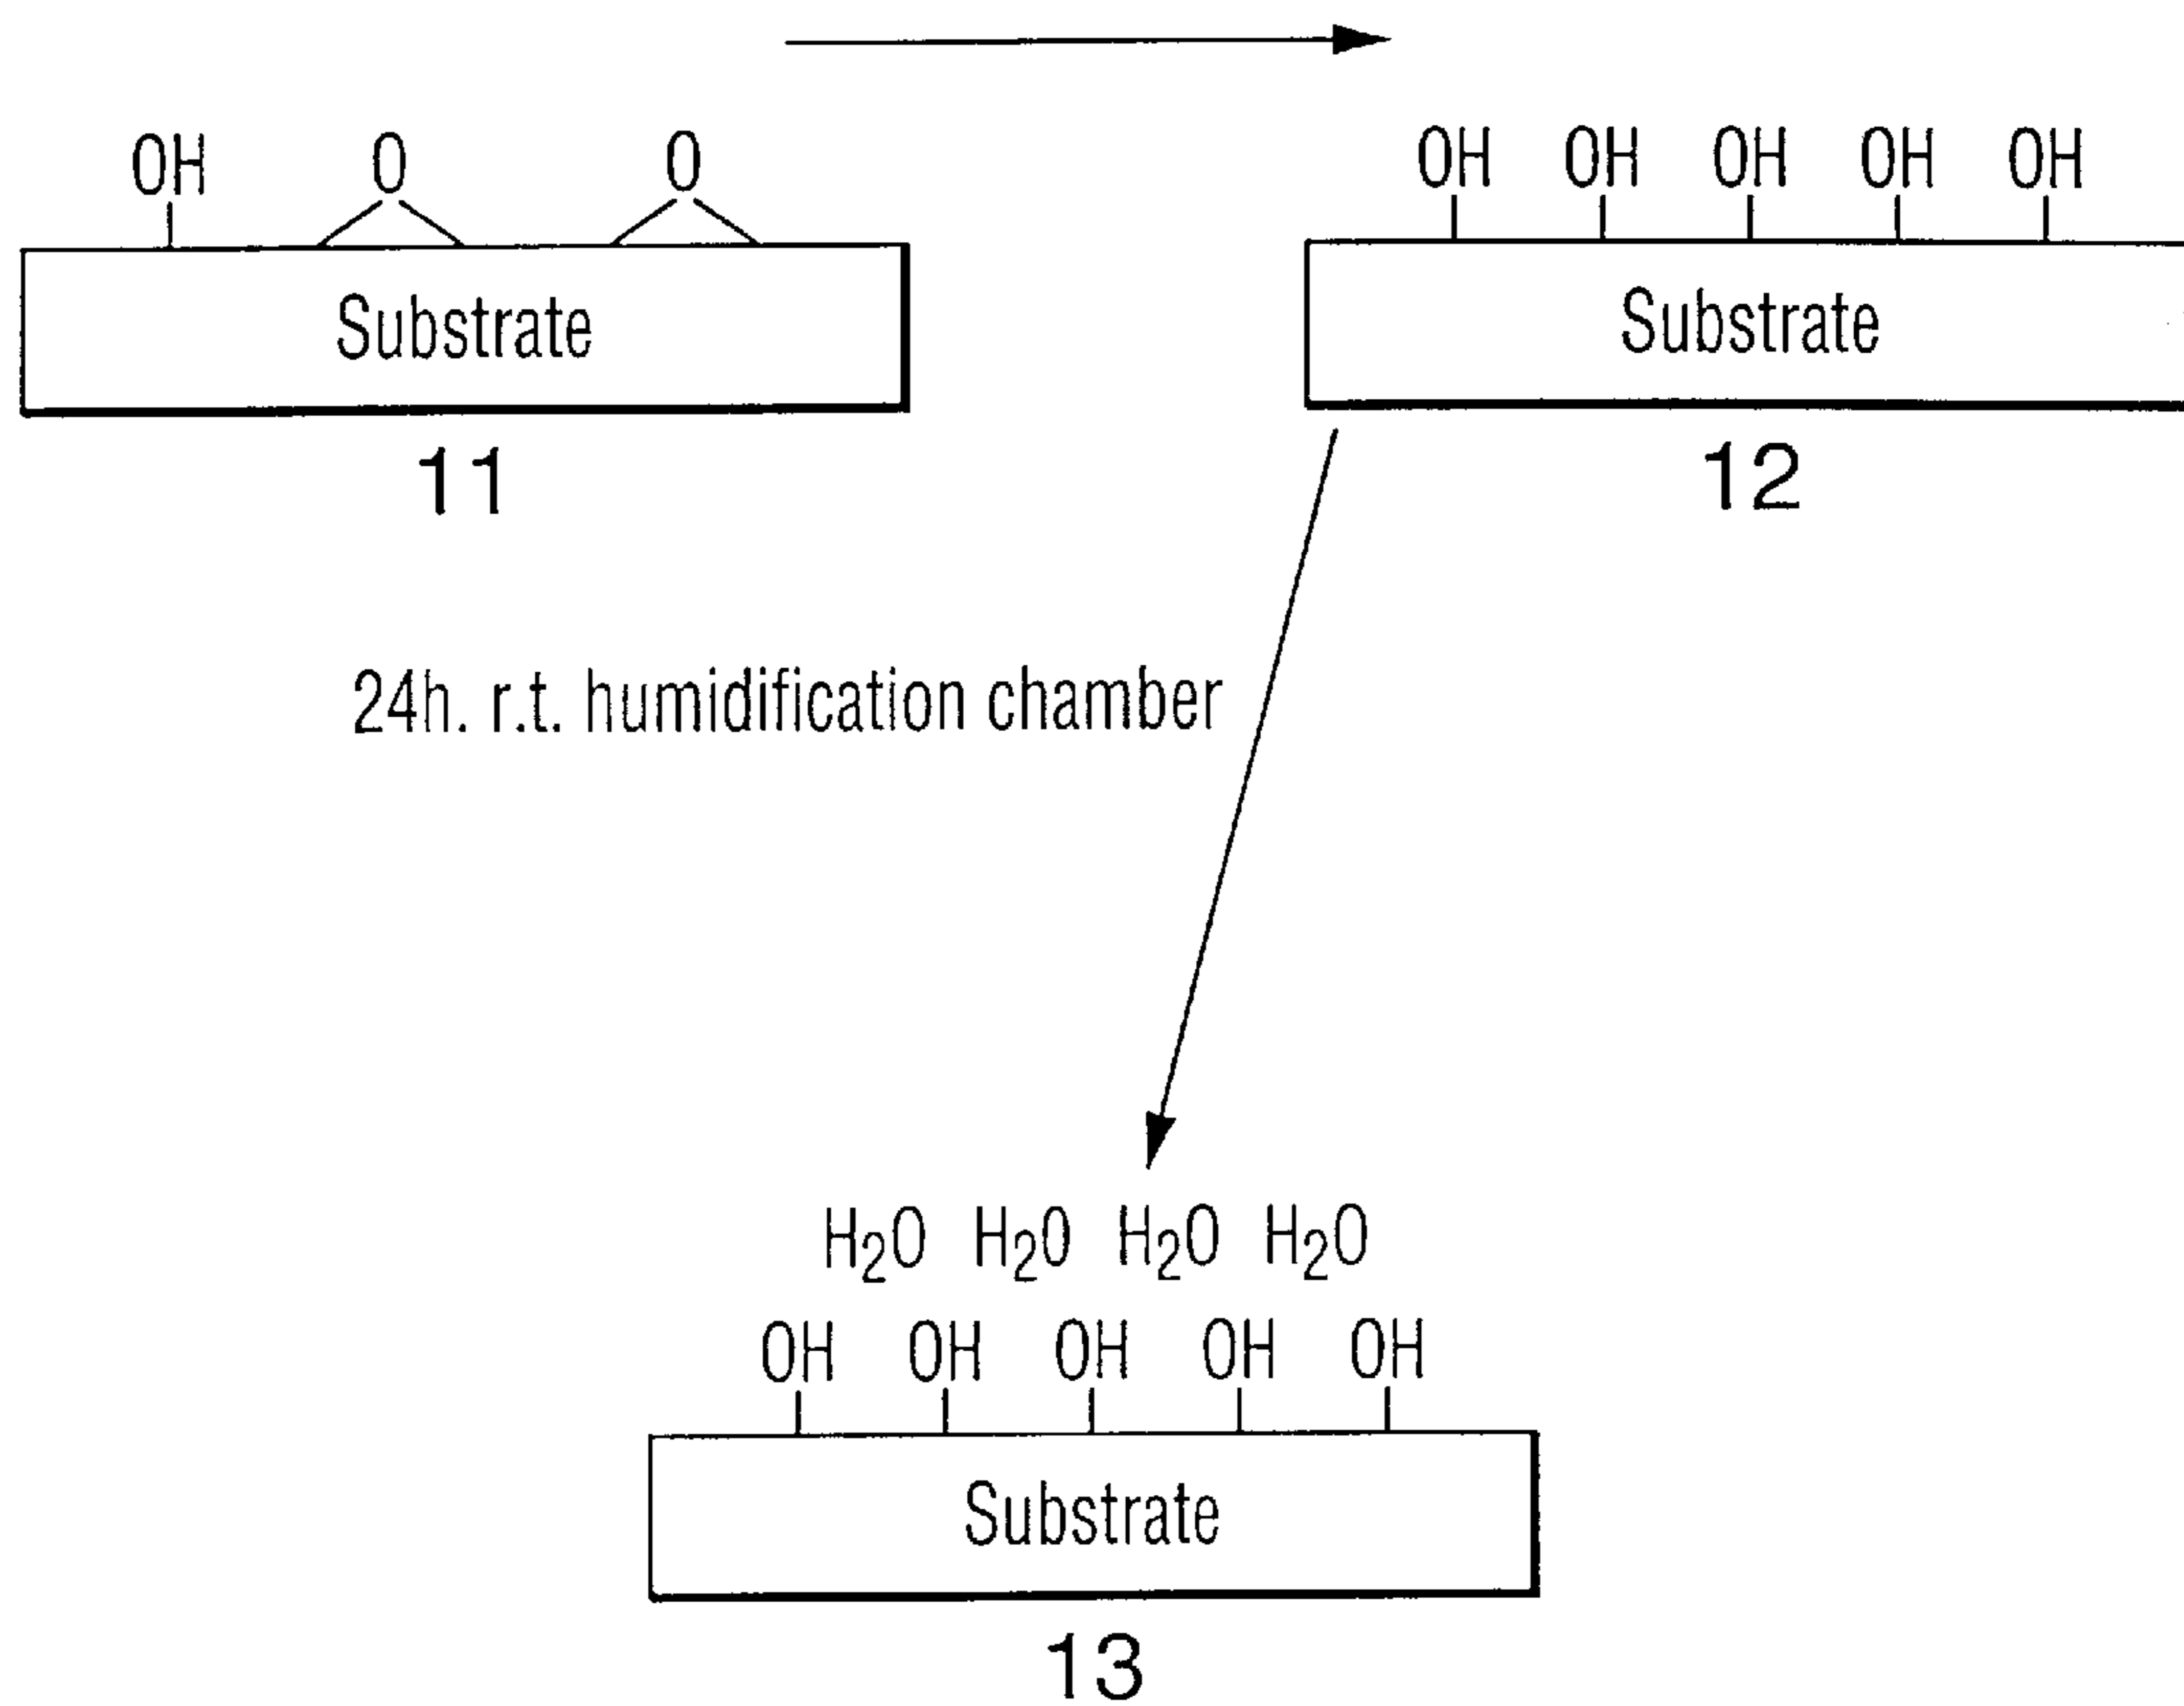 OH O O
OH OH OH OH OH
Substrate
Substrate
11
12
24h. r.t. humidification chamber
H₂O H₂O H₂O H₂O
OH OH OH OH OH
Substrate
13